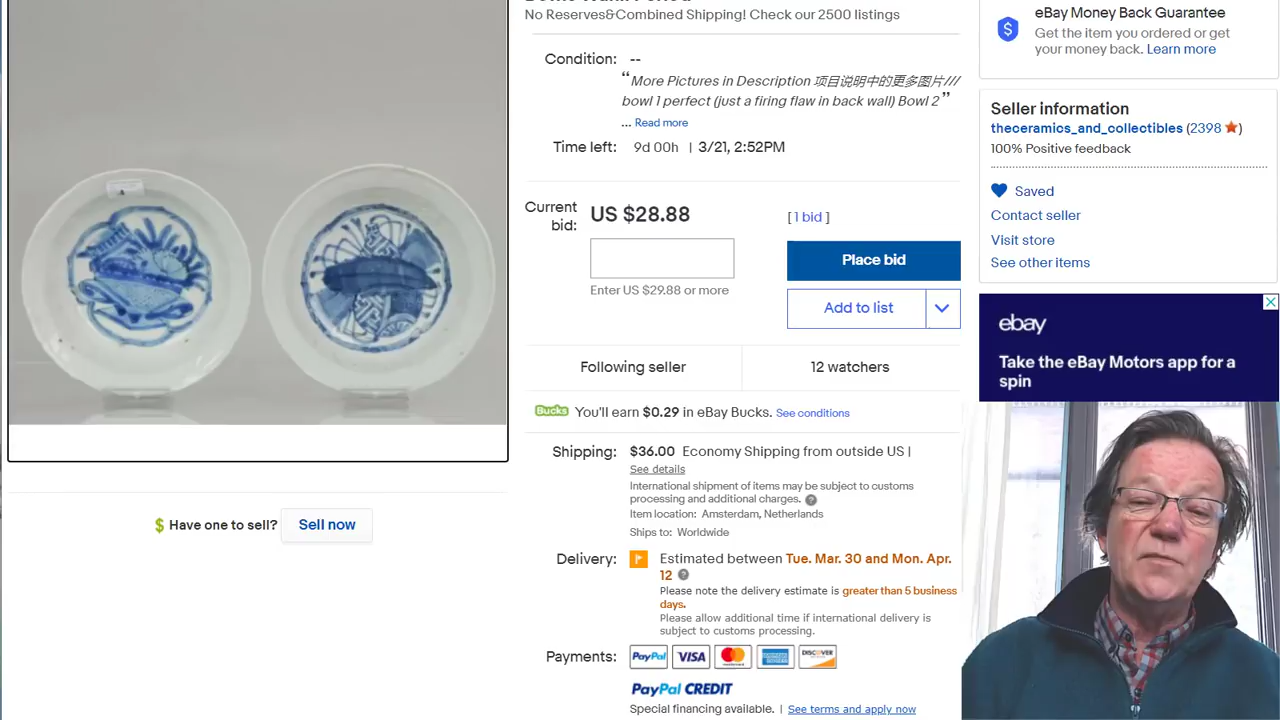 No Reserves&Combined Shipping! Check our 2500 listings
Condition: --
“More Pictures in Description 项目说明中的更多图片///
bowl 1 perfect (just a firing flaw in back wall) Bowl 2”
... Read more
Time left: 9d 00h | 3/21, 2:52PM
Current
bid:
US $28.88
[ 1 bid ]
Place bid
Enter US $29.88 or more
Add to list
Following seller
12 watchers
Bucks You'll earn $0.29 in eBay Bucks. See conditions
Shipping: $36.00 Economy Shipping from outside US |
See details
International shipment of items may be subject to customs
processing and additional charges. ?
Item location: Amsterdam, Netherlands
Ships to: Worldwide
Delivery: Estimated between Tue. Mar. 30 and Mon. Apr.
12 ?
Please note the delivery estimate is greater than 5 business
days.
Please allow additional time if international delivery is
subject to customs processing.
Payments: PayPal VISA MasterCard AMERICAN EXPRESS DISCOVER
PayPal CREDIT
Special financing available. | See terms and apply now
$ Have one to sell? Sell now
eBay Money Back Guarantee
Get the item you ordered or get
your money back. Learn more
Seller information
theceramics_and_collectibles (2398 )
100% Positive feedback
Saved
Contact seller
Visit store
See other items
ebay
Take the eBay Motors app for a
spin